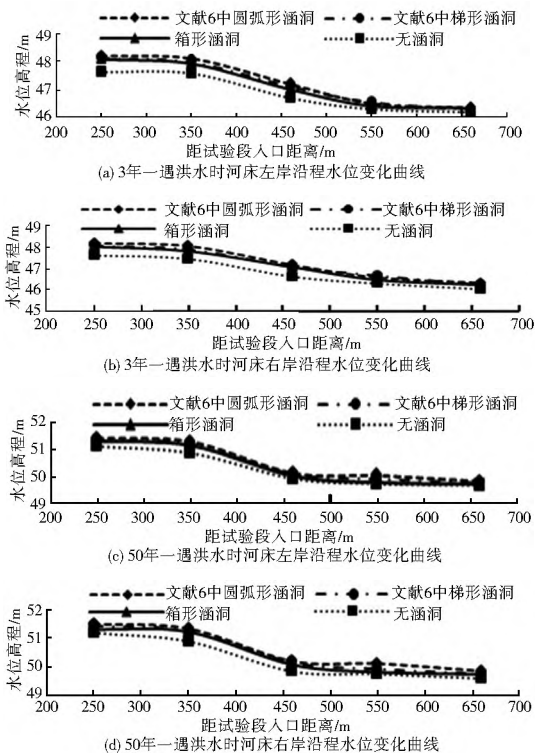 文献6中圆弧形涵洞 文献6中梯形涵洞
箱形涵洞 无涵洞
水位高程/m
49
48
47
46
200 250 300 350 400 450 500 550 600 650 700
距试验段入口距离/m
(a) 3年一遇洪水时河床左岸沿程水位变化曲线
文献6中圆弧形涵洞 文献6中梯形涵洞
箱形涵洞 无涵洞
水位高程/m
49
48
47
46
45
200 250 300 350 400 450 500 550 600 650 700
距试验段入口距离/m
(b) 3年一遇洪水时河床右岸沿程水位变化曲线
文献6中圆弧形涵洞 文献6中梯形涵洞
箱形涵洞 无涵洞
水位高程/m
52
51
50
49
200 250 300 350 400 450 500 550 600 650 700
距试验段入口距离/m
(c) 50年一遇洪水时河床左岸沿程水位变化曲线
文献6中圆弧形涵洞 文献6中梯形涵洞
箱形涵洞 无涵洞
水位高程/m
52
51
50
49
200 250 300 350 400 450 500 550 600 650 700
距试验段入口距离/m
(d) 50年一遇洪水时河床右岸沿程水位变化曲线